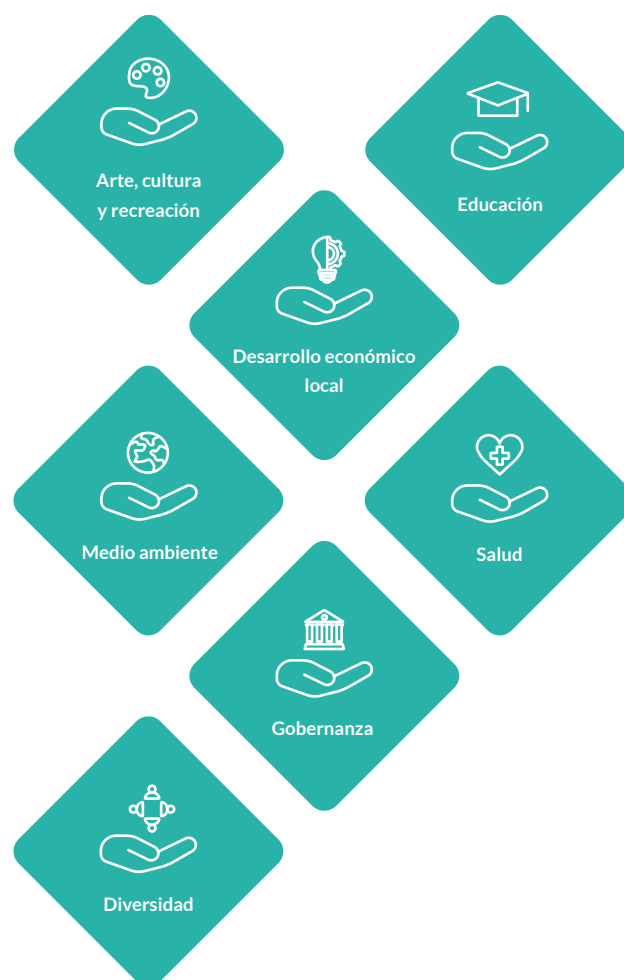 Arte, cultura
y recreación
Educación
Desarrollo económico
local
Medio ambiente
Salud
Gobernanza
Diversidad